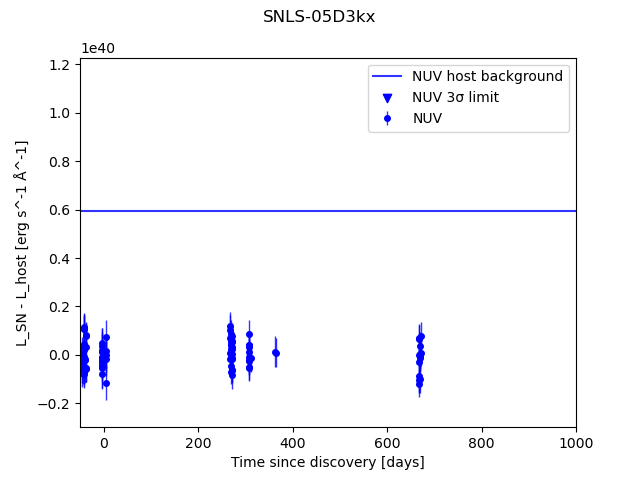 SNLS-05D3kx
1e40
NUV host background
NUV 3σ limit
NUV
1.2
1.0
0.8
0.6
0.4
0.2
0.0
−0.2
L_SN - L_host [erg s^-1 Å^-1]
0 200 400 600 800 1000
Time since discovery [days]